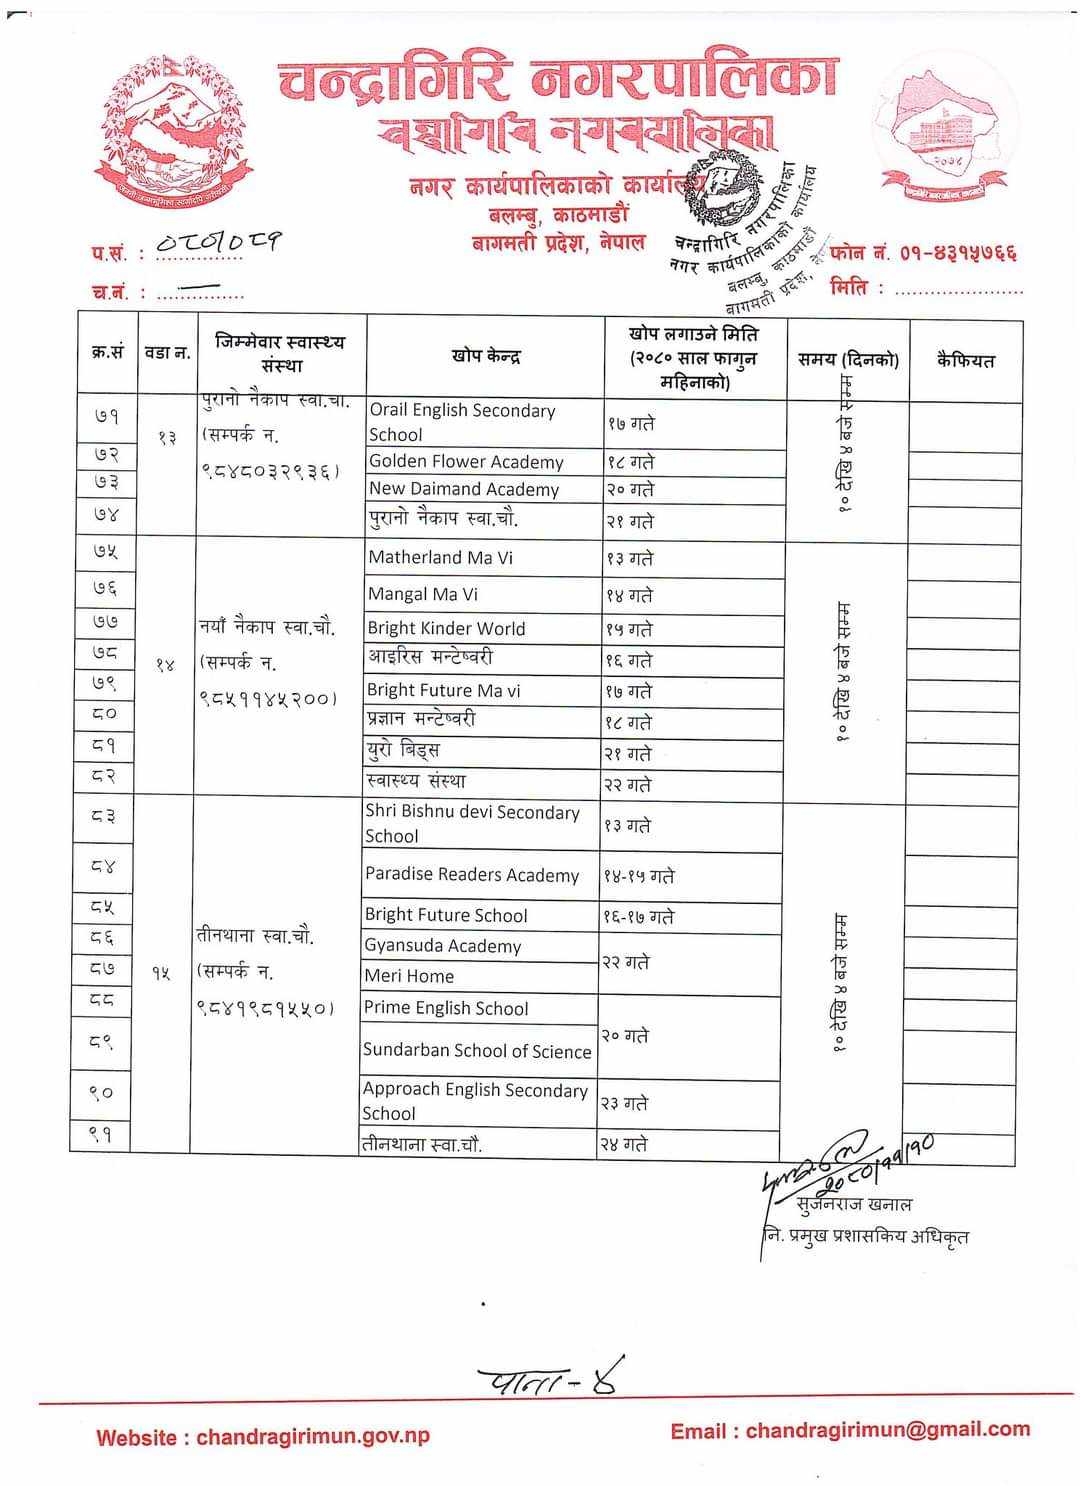 चन्द्रागिरि नगरपालिका
नगर कार्यपालिकाको कार्यालय
बलम्बु, काठमाडौं
बागमती प्रदेश, नेपाल
चन्द्रागिरि नगरपालिका
नगर कार्यपालिकाको कार्यालय
बलम्बु, काठमाडौं
बागमती प्रदेश,
२०७४
प.सं. : ०८०/०८१
फोन नं. ०१-४३१५७६६
च.नं. :
मिति :
क्र.सं वडा न. जिम्मेवार स्वास्थ्य संस्था खोप केन्द्र खोप लगाउने मिति (२०८० साल फागुन महिनाको) समय (दिनको) कैफियत
१३ पुरानो नैकाप स्वा.चौ. (सम्पर्क न. ९८४८०३२९३६) १० देखि ४ बजे सम्म
७१ Orail English Secondary School १७ गते
७२ Golden Flower Academy १८ गते
७३ New Daimand Academy २० गते
७४ पुरानो नैकाप स्वा.चौ. २१ गते
१४ नयाँ नैकाप स्वा.चौ. (सम्पर्क न. ९८५११४५२००) १० देखि ४ बजे सम्म
७५ Matherland Ma Vi १३ गते
७६ Mangal Ma Vi १४ गते
७७ Bright Kinder World १५ गते
७८ आइरिस मन्टेष्वरी १६ गते
७९ Bright Future Ma vi १७ गते
८० प्रज्ञान मन्टेष्वरी १८ गते
८१ युरो बिड्स २१ गते
८२ स्वास्थ्य संस्था २२ गते
१५ तीनथाना स्वा.चौ. (सम्पर्क न. ९८४१९८१५५०) १० देखि ४ बजे सम्म
८३ Shri Bishnu devi Secondary School १३ गते
८४ Paradise Readers Academy १४-१५ गते
८५ Bright Future School १६-१७ गते
८६ Gyansuda Academy २२ गते
८७ Meri Home
८८ Prime English School २० गते
८९ Sundarban School of Science
९० Approach English Secondary School २३ गते
९१ तीनथाना स्वा.चौ. २४ गते
२०८०/११/१०
सुजनराज खनाल
नि. प्रमुख प्रशासकिय अधिकृत
पाना-४
Website : chandragirimun.gov.np
Email : chandragirimun@gmail.com